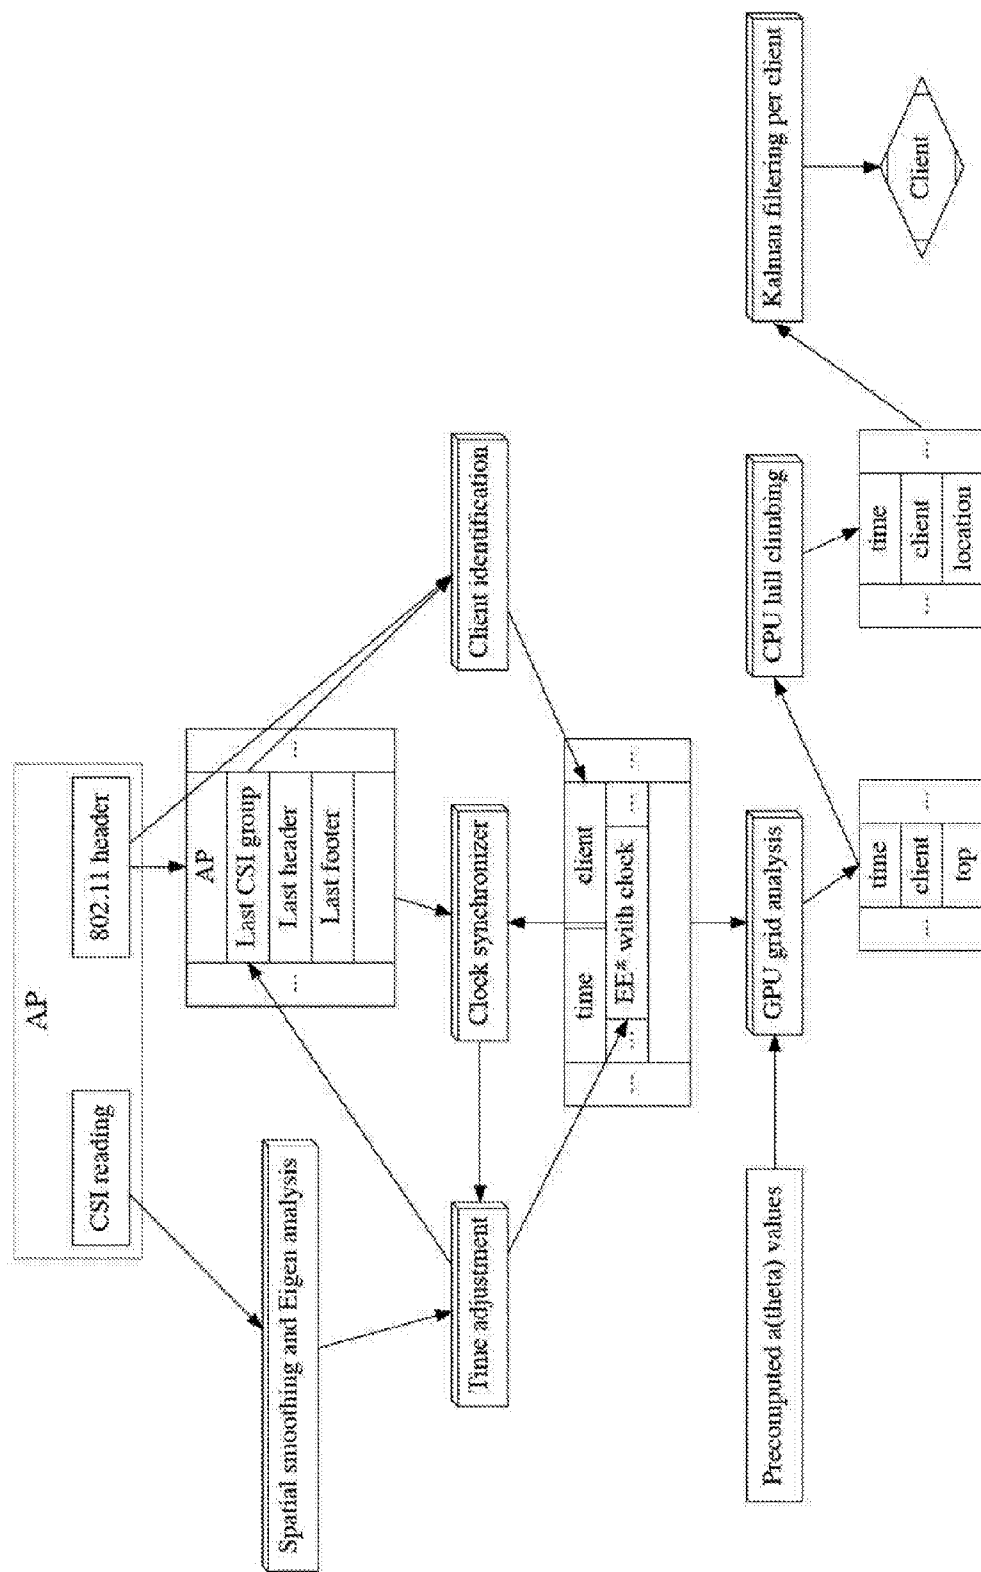 AP
CSI reading
802.11 header
Spatial smoothing and Eigen analysis
...
AP
Last CSI group
Last header
Last footer
...
Time adjustment
Clock synchronizer
Client identification
...
time
client
...
EE* with clock
...
...
Precomputed a(theta) values
GPU grid analysis
CPU hill climbing
Kalman filtering per client
...
time
client
top
...
...
time
client
location
...
Client